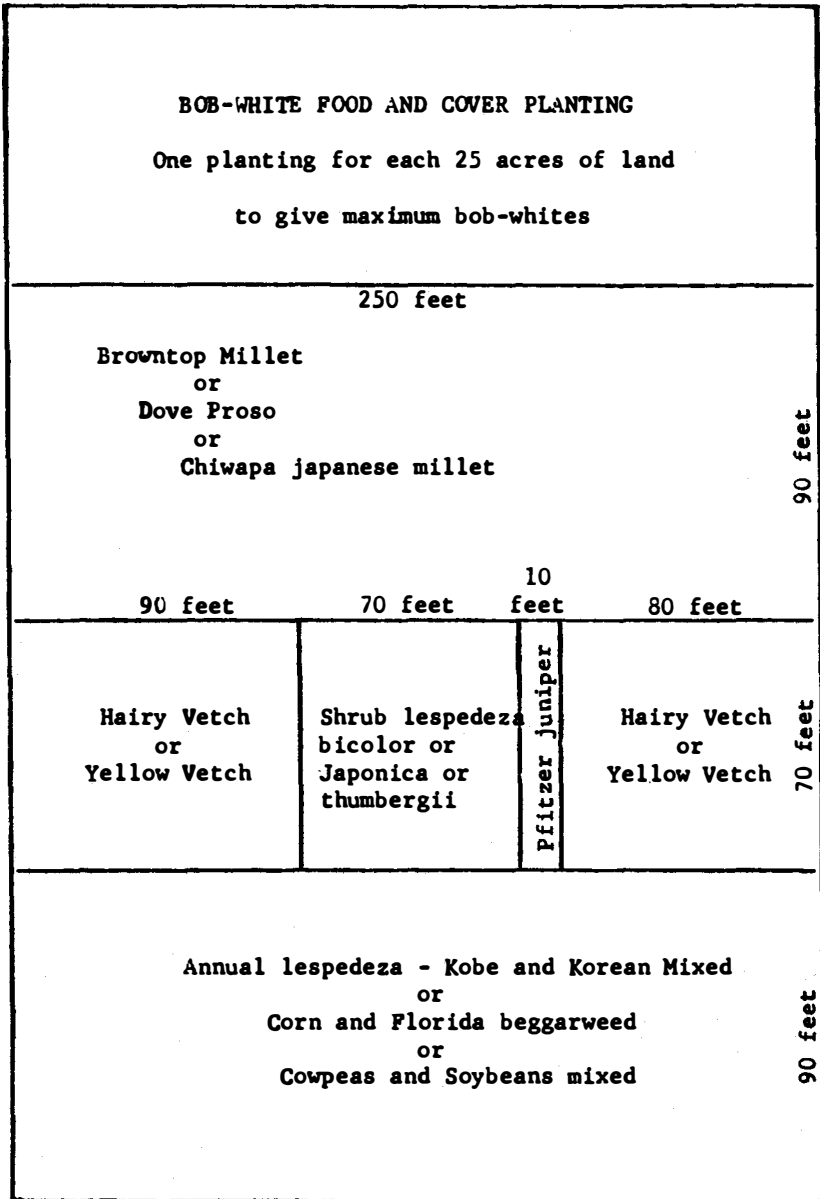 BOB-WHITE FOOD AND COVER PLANTING
One planting for each 25 acres of land
to give maximum bob-whites
250 feet
Browntop Millet
or
Dove Proso
or
Chiwapa japanese millet
90 feet
90 feet
70 feet
10
feet
80 feet
Hairy Vetch
or
Yellow Vetch
Shrub lespedeza
bicolor or
Japonica or
thumbergii
Pfitzer juniper
Hairy Vetch
or
Yellow Vetch
70 feet
Annual lespedeza - Kobe and Korean Mixed
or
Corn and Florida beggarweed
or
Cowpeas and Soybeans mixed
90 feet